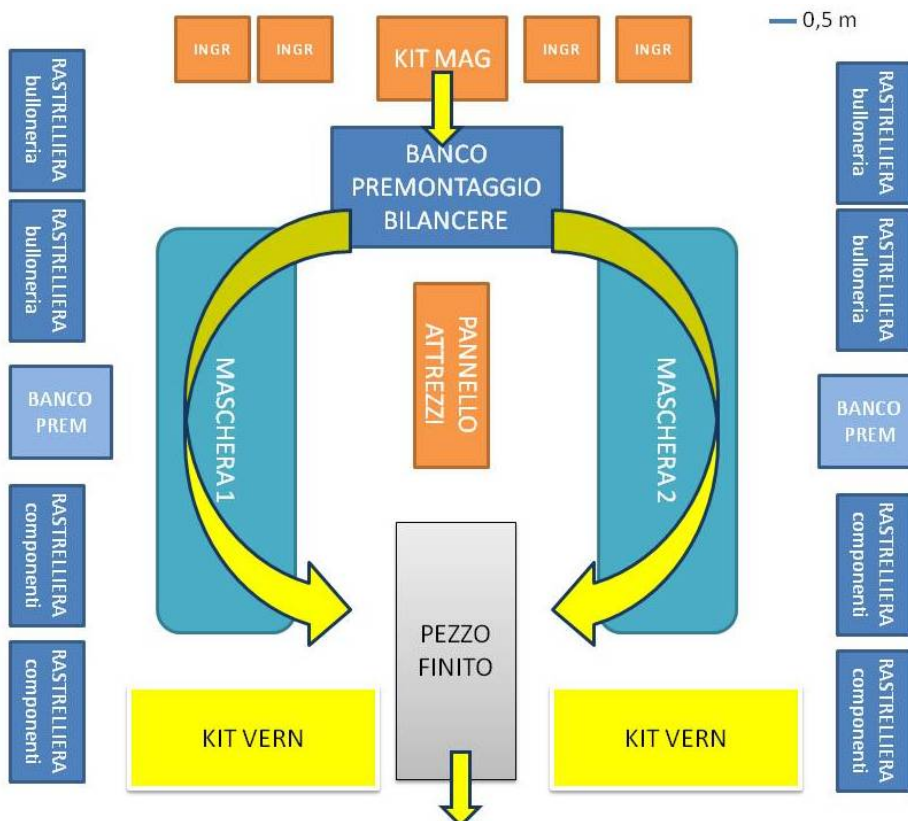 0,5 m
INGR
INGR
KIT MAG
INGR
INGR
RASTRELLIERA
bulloneria
RASTRELLIERA
bulloneria
BANCO
PREMONTAGGIO
BILANCERE
RASTRELLIERA
bulloneria
RASTRELLIERA
bulloneria
PANNELLO
ATTREZZI
BANCO
PREM
MASCHERA 1
MASCHERA 2
BANCO
PREM
RASTRELLIERA
componenti
RASTRELLIERA
componenti
PEZZO
FINITO
RASTRELLIERA
componenti
RASTRELLIERA
componenti
KIT VERN
KIT VERN